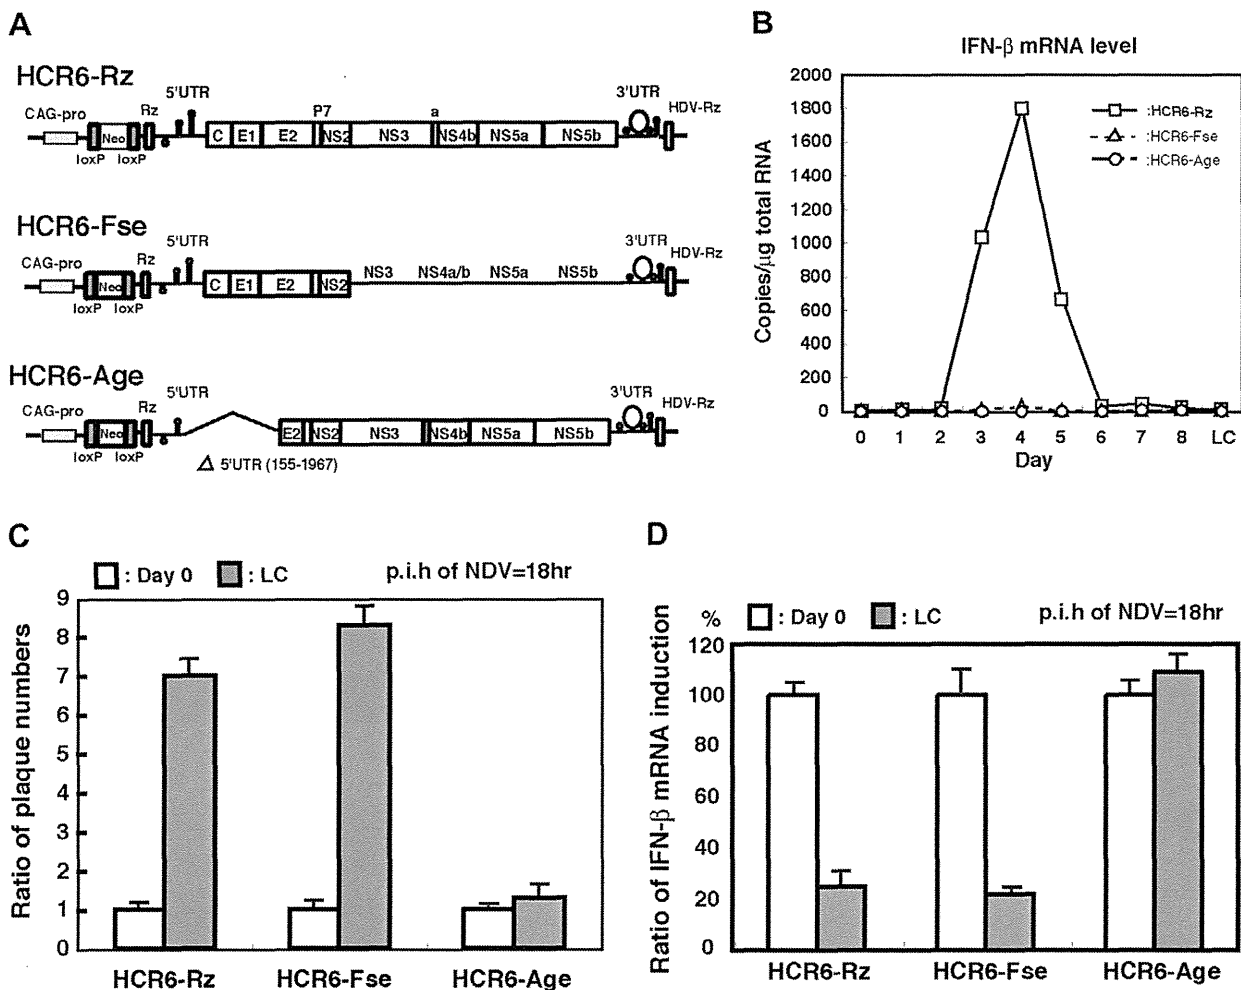 A
HCR6-Rz
CAG-pro
Rz
5'UTR
P7
a
3'UTR
HDV-Rz
Neo
C E1 E2 NS2 NS3 NS4b NS5a NS5b
loxP loxP
HCR6-Fse
CAG-pro
Rz
5'UTR
3'UTR
HDV-Rz
Neo
C E1 E2 NS2 NS3 NS4a/b NS5a NS5b
loxP loxP
HCR6-Age
CAG-pro
Rz
5'UTR
3'UTR
HDV-Rz
Neo
E2 NS2 NS3 NS4b NS5a NS5b
loxP loxP
Δ 5'UTR (155-1967)
B
IFN-β mRNA level
Copies/μg total RNA
2000
1800
1600
1400
1200
1000
800
600
400
200
0
:HCR6-Rz
:HCR6-Fse
:HCR6-Age
0 1 2 3 4 5 6 7 8 LC
Day
C
: Day 0 : LC p.i.h of NDV=18hr
Ratio of plaque numbers
9
8
7
6
5
4
3
2
1
0
HCR6-Rz HCR6-Fse HCR6-Age
D
% : Day 0 : LC p.i.h of NDV=18hr
Ratio of IFN-β mRNA induction
120
100
80
60
40
20
0
HCR6-Rz HCR6-Fse HCR6-Age